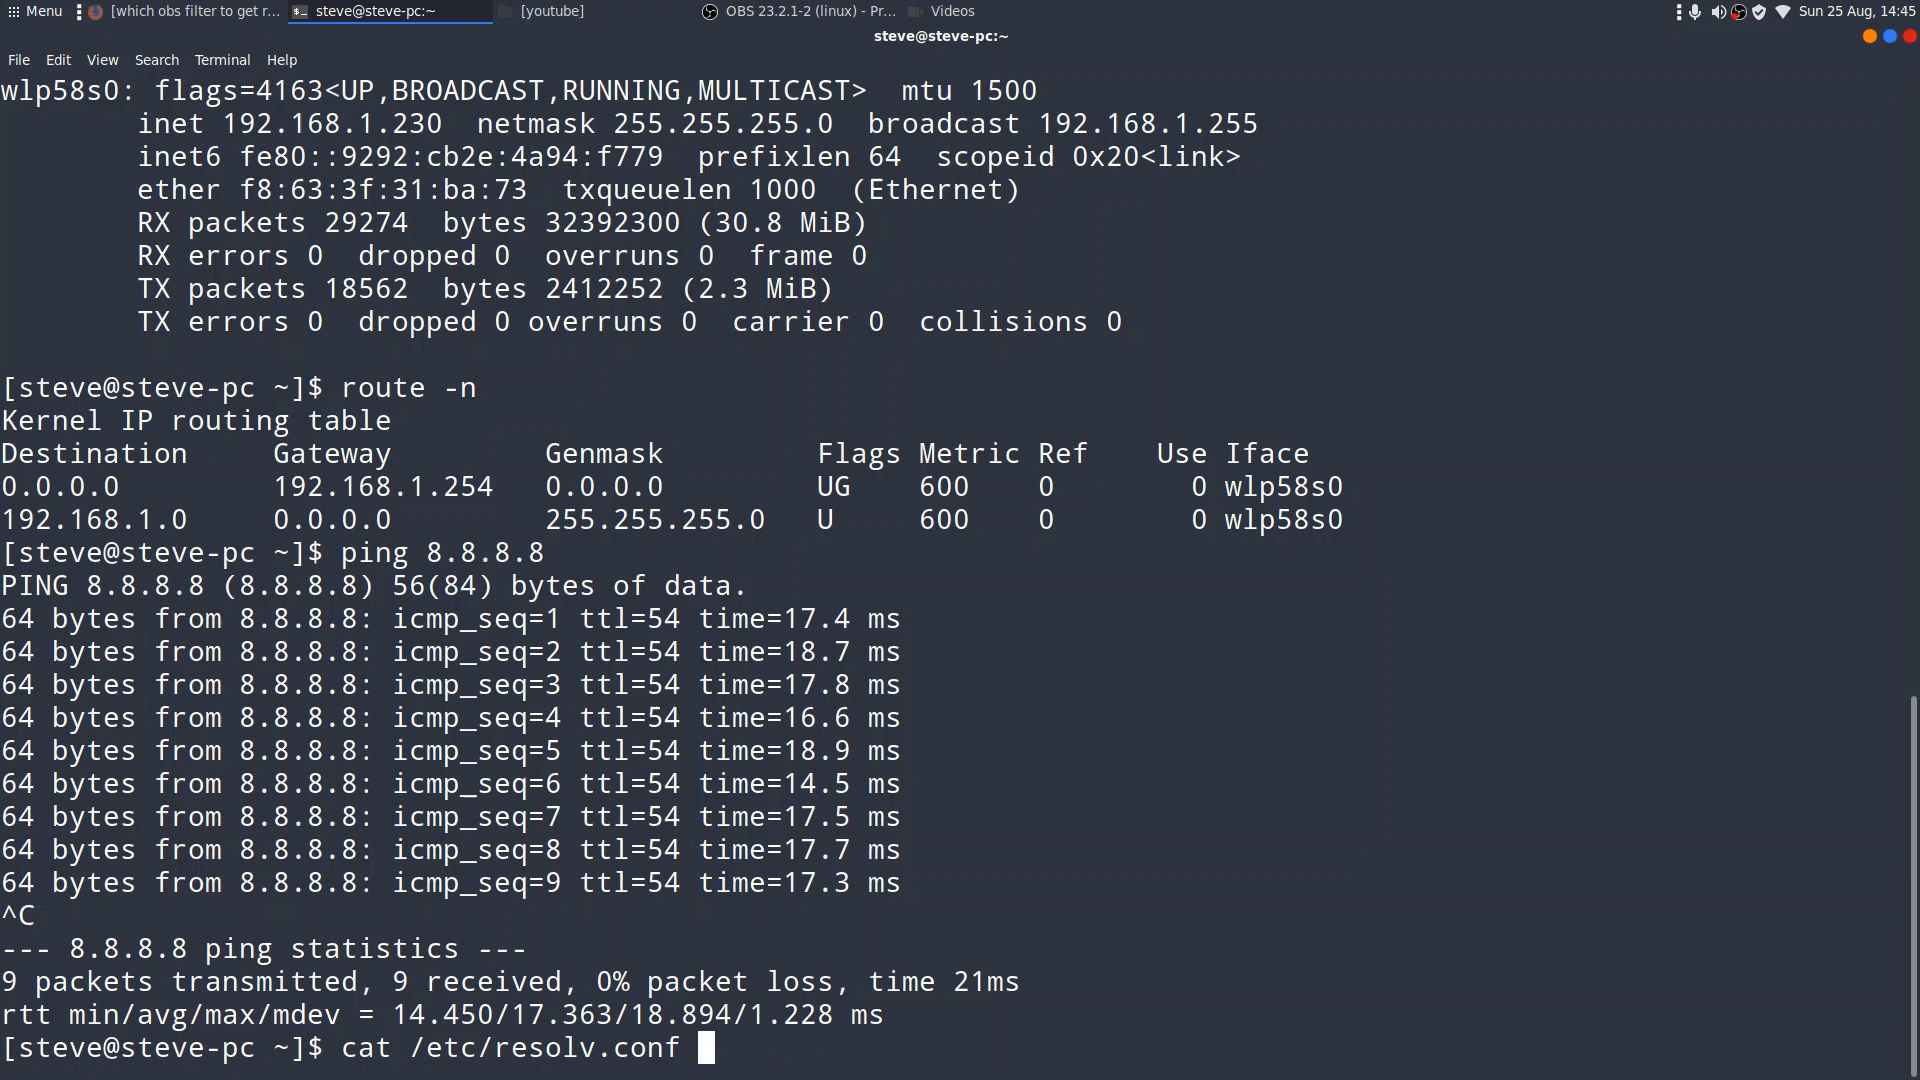 Menu [which obs filter to get r... steve@steve-pc:~ [youtube] OBS 23.2.1-2 (linux) - Pr... Videos Sun 25 Aug, 14:45
steve@steve-pc:~
File Edit View Search Terminal Help
wlp58s0: flags=4163<UP,BROADCAST,RUNNING,MULTICAST>  mtu 1500
        inet 192.168.1.230  netmask 255.255.255.0  broadcast 192.168.1.255
        inet6 fe80::9292:cb2e:4a94:f779  prefixlen 64  scopeid 0x20<link>
        ether f8:63:3f:31:ba:73  txqueuelen 1000  (Ethernet)
        RX packets 29274  bytes 32392300 (30.8 MiB)
        RX errors 0  dropped 0  overruns 0  frame 0
        TX packets 18562  bytes 2412252 (2.3 MiB)
        TX errors 0  dropped 0 overruns 0  carrier 0  collisions 0
[steve@steve-pc ~]$ route -n
Kernel IP routing table
Destination     Gateway         Genmask         Flags Metric Ref    Use Iface
0.0.0.0         192.168.1.254   0.0.0.0         UG    600    0        0 wlp58s0
192.168.1.0     0.0.0.0         255.255.255.0   U     600    0        0 wlp58s0
[steve@steve-pc ~]$ ping 8.8.8.8
PING 8.8.8.8 (8.8.8.8) 56(84) bytes of data.
64 bytes from 8.8.8.8: icmp_seq=1 ttl=54 time=17.4 ms
64 bytes from 8.8.8.8: icmp_seq=2 ttl=54 time=18.7 ms
64 bytes from 8.8.8.8: icmp_seq=3 ttl=54 time=17.8 ms
64 bytes from 8.8.8.8: icmp_seq=4 ttl=54 time=16.6 ms
64 bytes from 8.8.8.8: icmp_seq=5 ttl=54 time=18.9 ms
64 bytes from 8.8.8.8: icmp_seq=6 ttl=54 time=14.5 ms
64 bytes from 8.8.8.8: icmp_seq=7 ttl=54 time=17.5 ms
64 bytes from 8.8.8.8: icmp_seq=8 ttl=54 time=17.7 ms
64 bytes from 8.8.8.8: icmp_seq=9 ttl=54 time=17.3 ms
^C
--- 8.8.8.8 ping statistics ---
9 packets transmitted, 9 received, 0% packet loss, time 21ms
rtt min/avg/max/mdev = 14.450/17.363/18.894/1.228 ms
[steve@steve-pc ~]$ cat /etc/resolv.conf